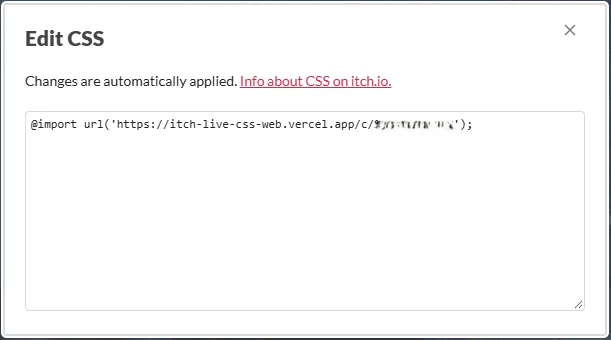 Edit CSS
Changes are automatically applied. Info about CSS on itch.io.
@import url('https://itch-live-css-web.vercel.app/c/');